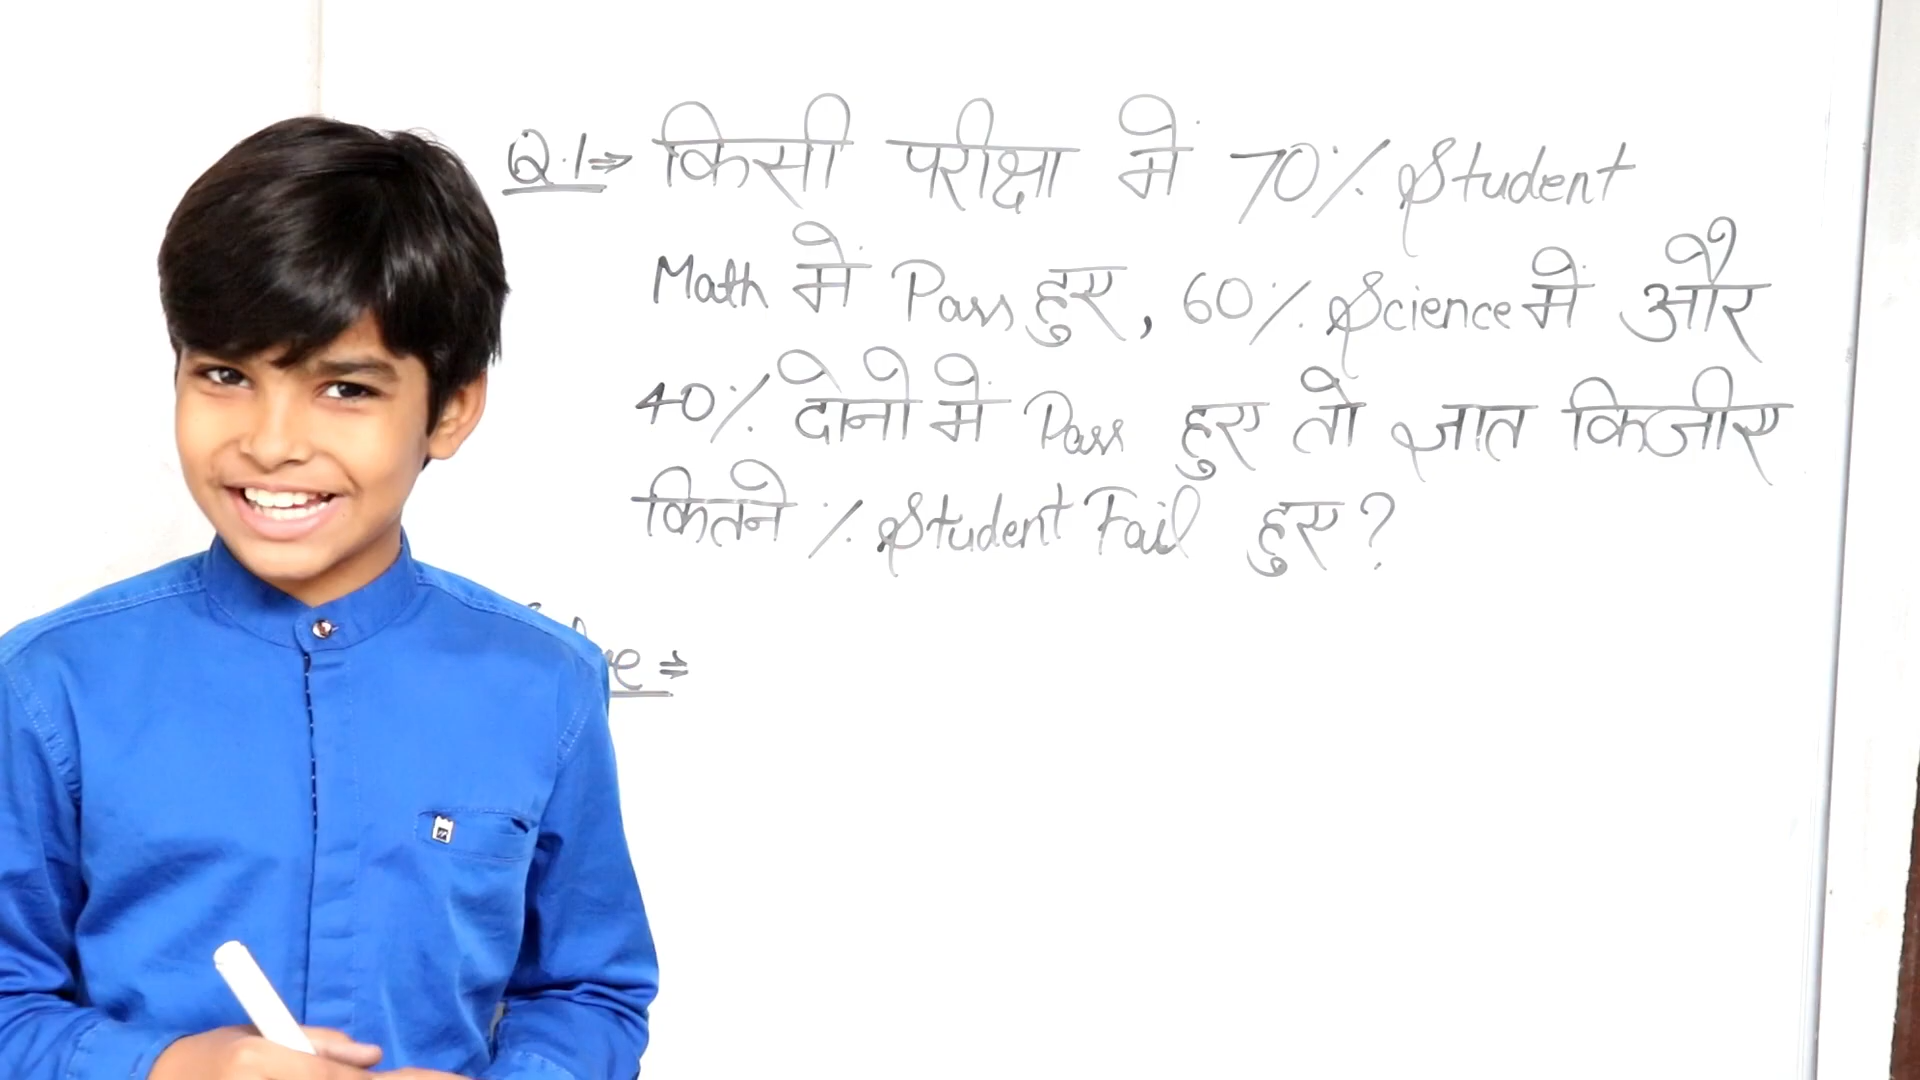 Q.1⇒ किसी परीक्षा में 70% Student
Math में Pass हुए, 60% Science में और
40% दोनो में Pass हुए तो ज्ञात किजीए
कितने % Student Fail हुए?